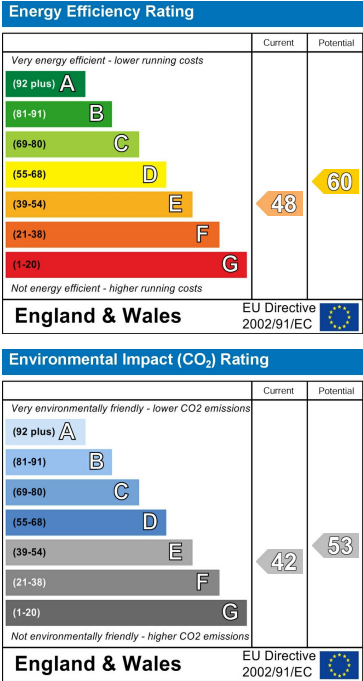 Energy Efficiency Rating
Current Potential
Very energy efficient - lower running costs
(92 plus) A
(81-91) B
(69-80) C
(55-68) D
60
(39-54) E
48
(21-38) F
(1-20) G
Not energy efficient - higher running costs
England & Wales
EU Directive
2002/91/EC
Environmental Impact (CO₂) Rating
Current Potential
Very environmentally friendly - lower CO2 emissions
(92 plus) A
(81-91) B
(69-80) C
(55-68) D
(39-54) E
53
42
(21-38) F
(1-20) G
Not environmentally friendly - higher CO2 emissions
England & Wales
EU Directive
2002/91/EC